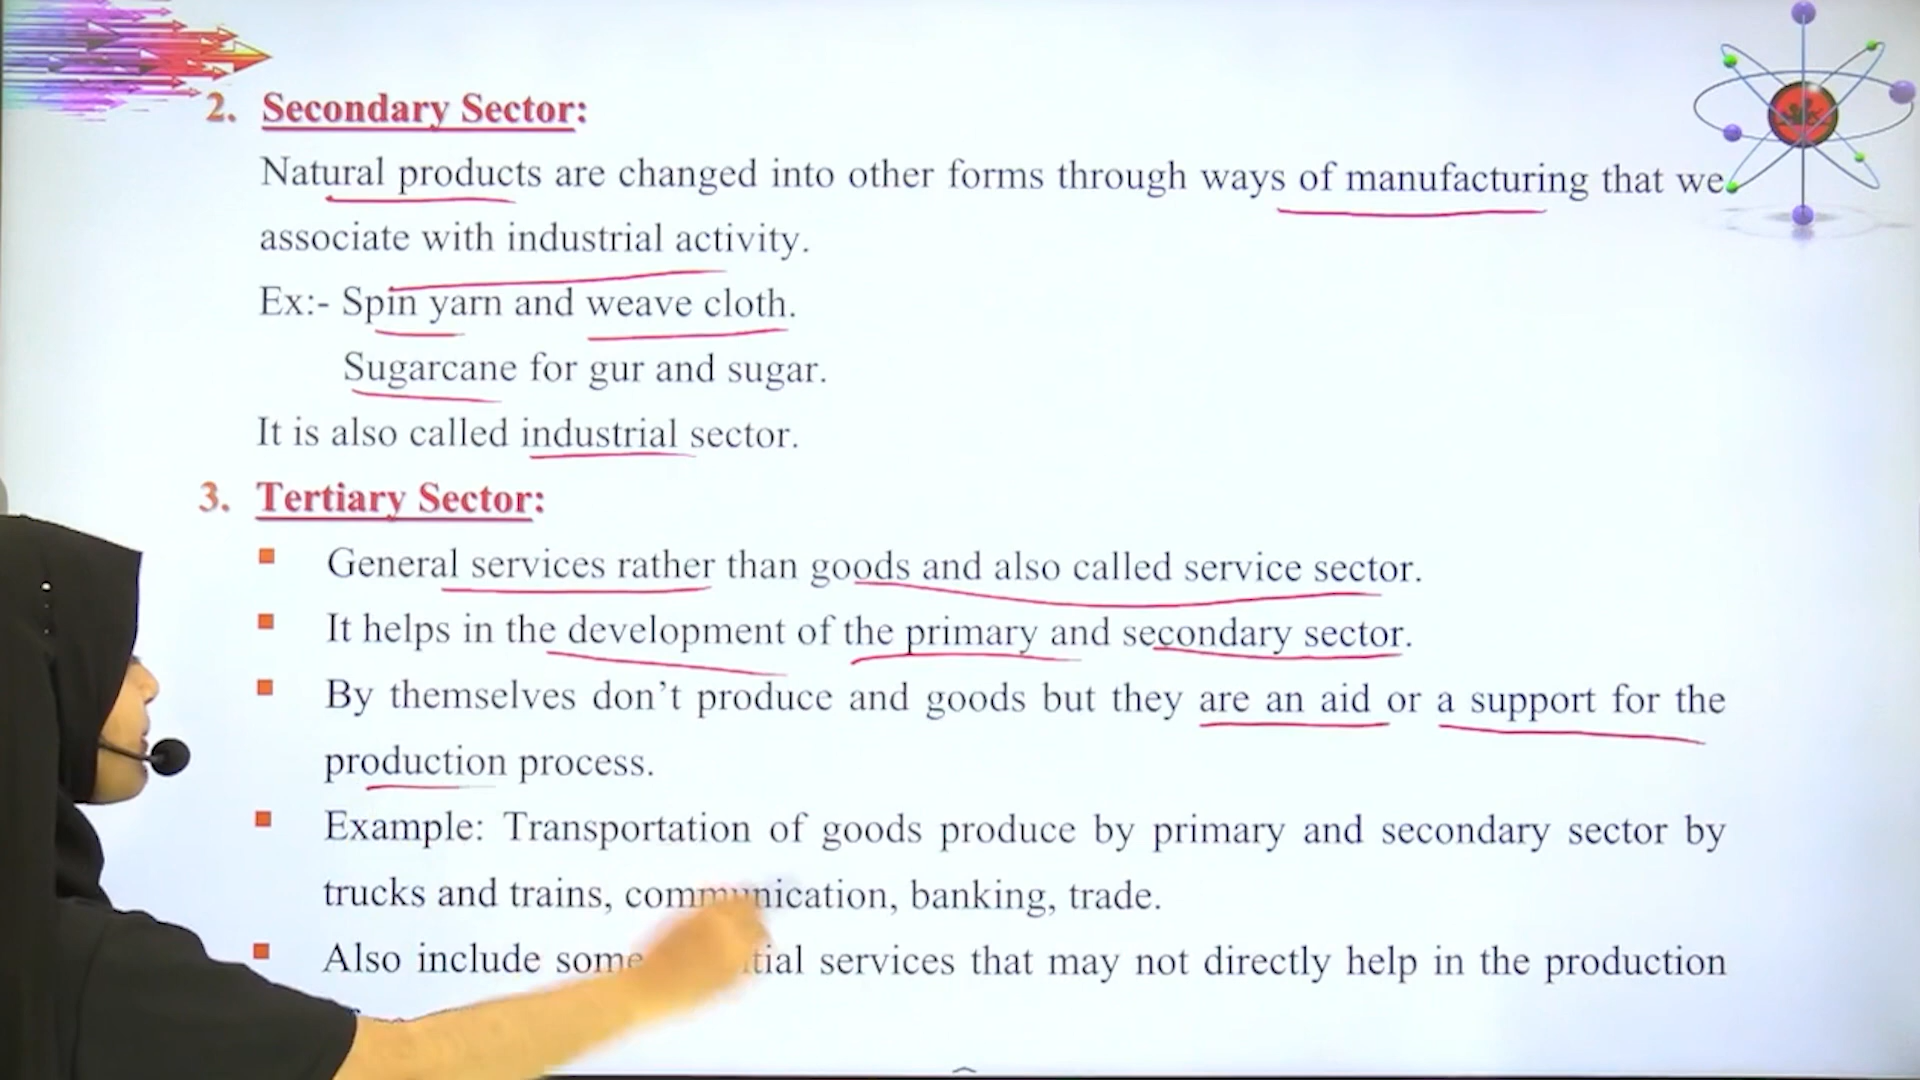 2. Secondary Sector:
Natural products are changed into other forms through ways of manufacturing that we
associate with industrial activity.
Ex:- Spin yarn and weave cloth.
Sugarcane for gur and sugar.
It is also called industrial sector.
3. Tertiary Sector:
General services rather than goods and also called service sector.
It helps in the development of the primary and secondary sector.
By themselves don't produce and goods but they are an aid or a support for the
production process.
Example: Transportation of goods produce by primary and secondary sector by
trucks and trains, communication, banking, trade.
Also include some services that may not directly help in the production